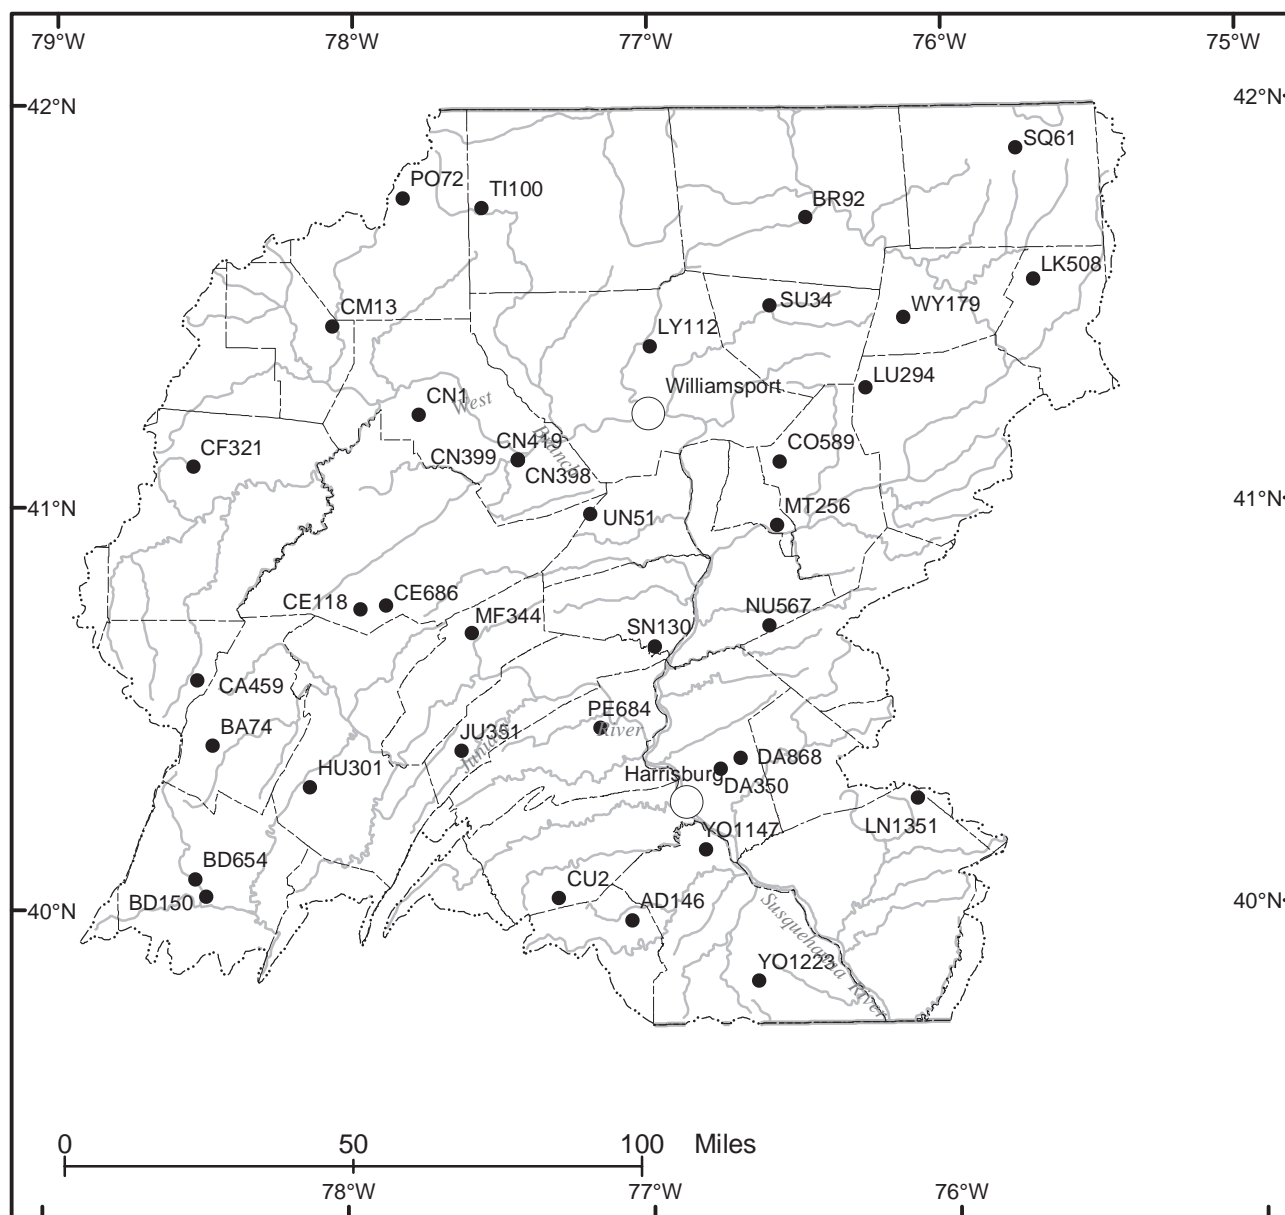 79°W 78°W 77°W 76°W 75°W
42°N 42°N
SQ61
PO72
TI100
BR92
LK508
SU34
WY179
CM13
LY112
LU294
Williamsport
CN1
West
CF321
CN419
Branch
CO589
CN399
CN398
41°N 41°N
MT256
UN51
CE118
CE686
NU567
MF344
SN130
CA459
PE684
BA74
River
JU351
Juniata
HU301
DA868
Harrisburg
DA350
LN1351
YO1147
BD654
CU2
BD150
AD146
40°N 40°N
Susquehanna River
YO1223
0 50 100 Miles
78°W 77°W 76°W